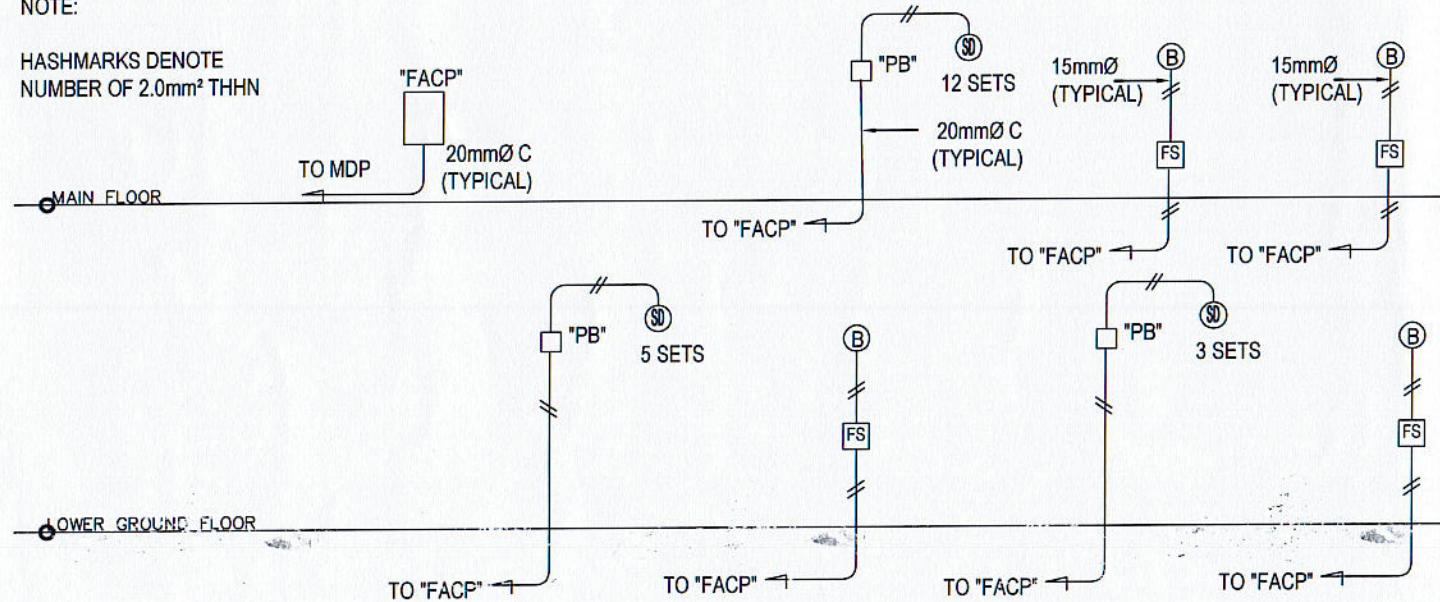 NOTE:
HASHMARKS DENOTE
NUMBER OF 2.0mm² THHN
"FACP"
20mmØ C
(TYPICAL)
TO MDP
"PB"
SD
12 SETS
20mmØ C
(TYPICAL)
TO "FACP"
B
15mmØ
(TYPICAL)
FS
TO "FACP"
B
15mmØ
(TYPICAL)
FS
TO "FACP"
MAIN FLOOR
"PB"
SD
5 SETS
TO "FACP"
B
FS
TO "FACP"
"PB"
SD
3 SETS
TO "FACP"
B
FS
TO "FACP"
LOWER GROUND FLOOR